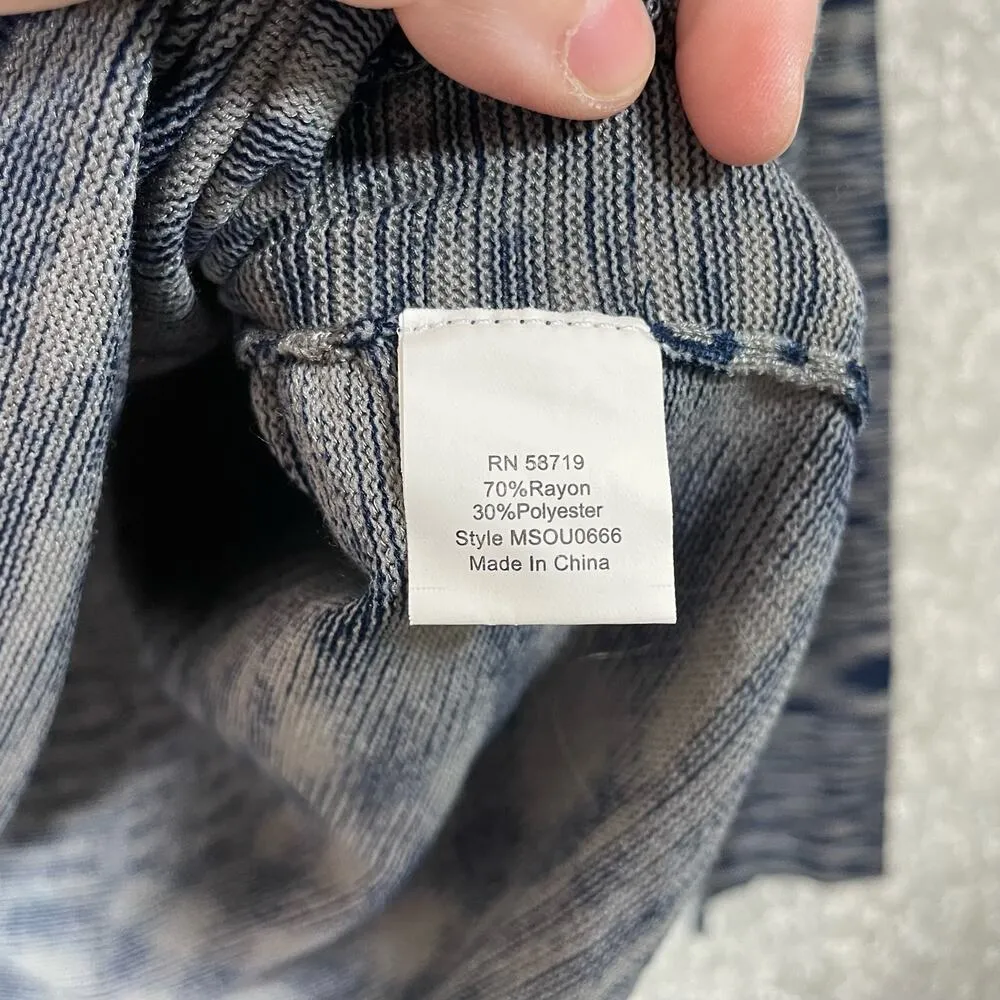 RN 58719
70%Rayon
30%Polyester
Style MSOU0666
Made In China